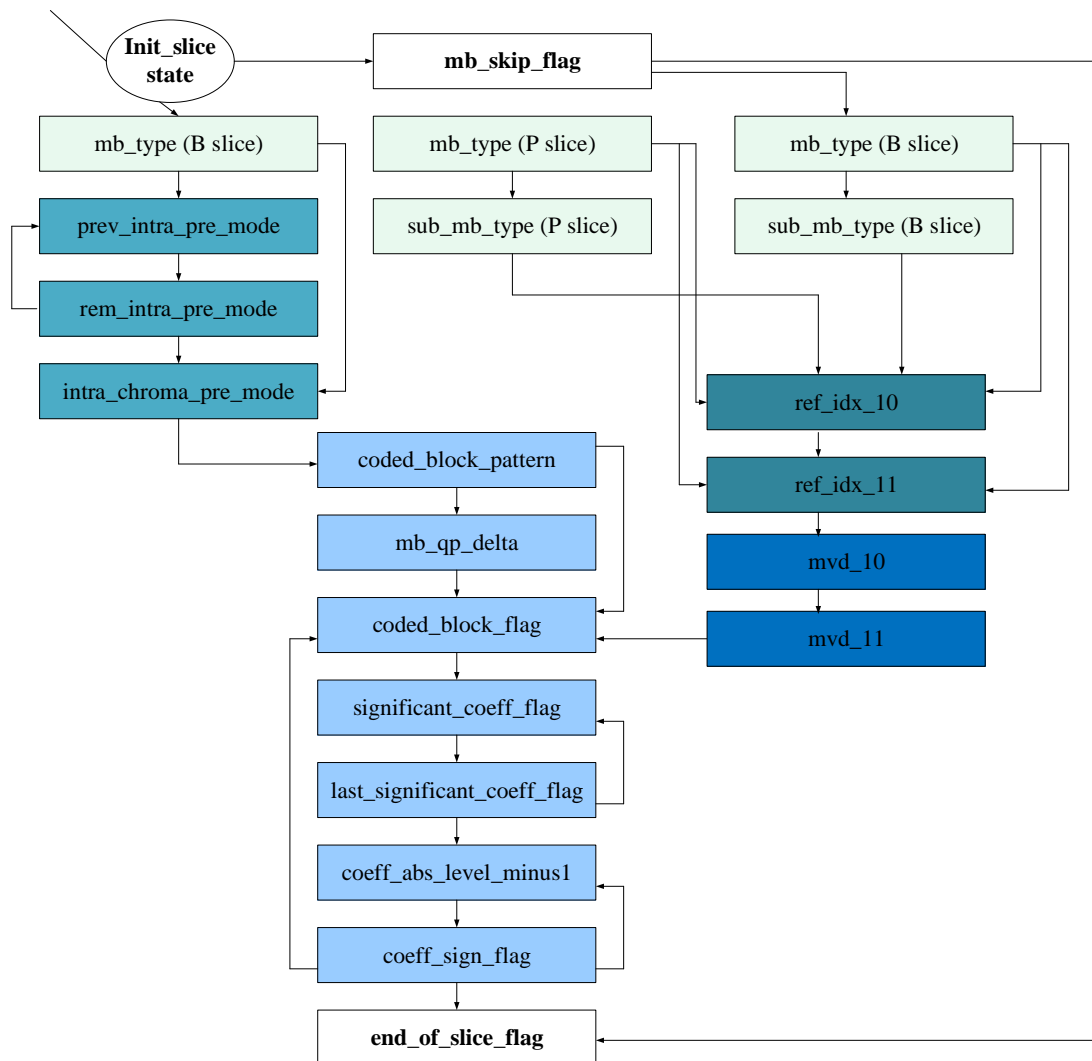 Init_slice
state
mb_skip_flag
mb_type (B slice)
mb_type (P slice)
mb_type (B slice)
prev_intra_pre_mode
sub_mb_type (P slice)
sub_mb_type (B slice)
rem_intra_pre_mode
intra_chroma_pre_mode
ref_idx_10
coded_block_pattern
ref_idx_11
mb_qp_delta
mvd_10
coded_block_flag
mvd_11
significant_coeff_flag
last_significant_coeff_flag
coeff_abs_level_minus1
coeff_sign_flag
end_of_slice_flag